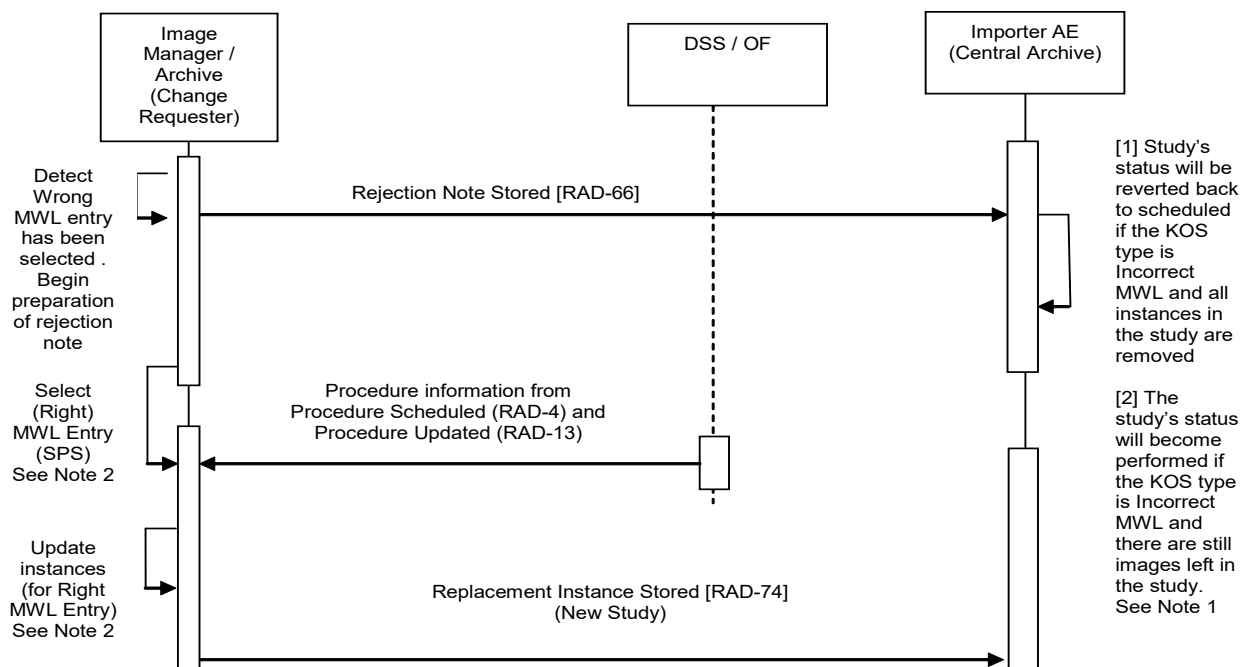 Image
Manager /
Archive
(Change
Requester)
DSS / OF
Importer AE
(Central Archive)
Detect
Wrong
MWL entry
has been
selected .
Begin
preparation
of rejection
note
Rejection Note Stored [RAD-66]
[1] Study’s
status will be
reverted back
to scheduled
if the KOS
type is
Incorrect
MWL and all
instances in
the study are
removed
Select
(Right)
MWL Entry
(SPS)
See Note 2
Procedure information from
Procedure Scheduled (RAD-4) and
Procedure Updated (RAD-13)
[2] The
study’s status
will become
performed if
the KOS type
is Incorrect
MWL and
there are still
images left in
the study.
See Note 1
Update
instances
(for Right
MWL Entry)
See Note 2
Replacement Instance Stored [RAD-74]
(New Study)